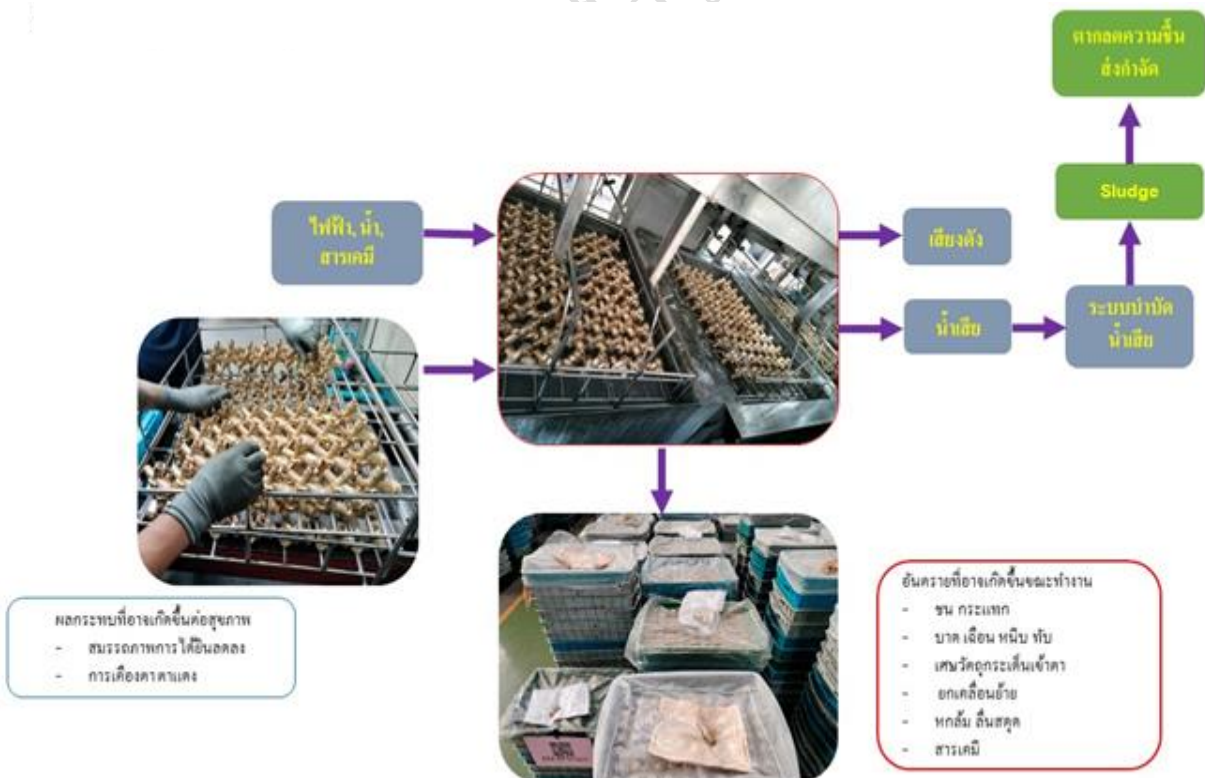 ตากลดความชื้น
ส่งกำจัด
Sludge
ไฟฟ้า, น้ำ,
สารเคมี
เสียงดัง
น้ำเสีย
ระบบบำบัด
น้ำเสีย
ผลกระทบที่อาจเกิดขึ้นต่อสุขภาพ
- สมรรถภาพการได้ยินลดลง
- การเคืองตา ตาแดง
อันตรายที่อาจเกิดขึ้นขณะทำงาน
- ชน กระแทก
- บาด เฉือน หนีบ ทับ
- เศษวัตถุกระเด็นเข้าตา
- ยกเคลื่อนย้าย
- หกล้ม ลื่นสะดุด
- สารเคมี